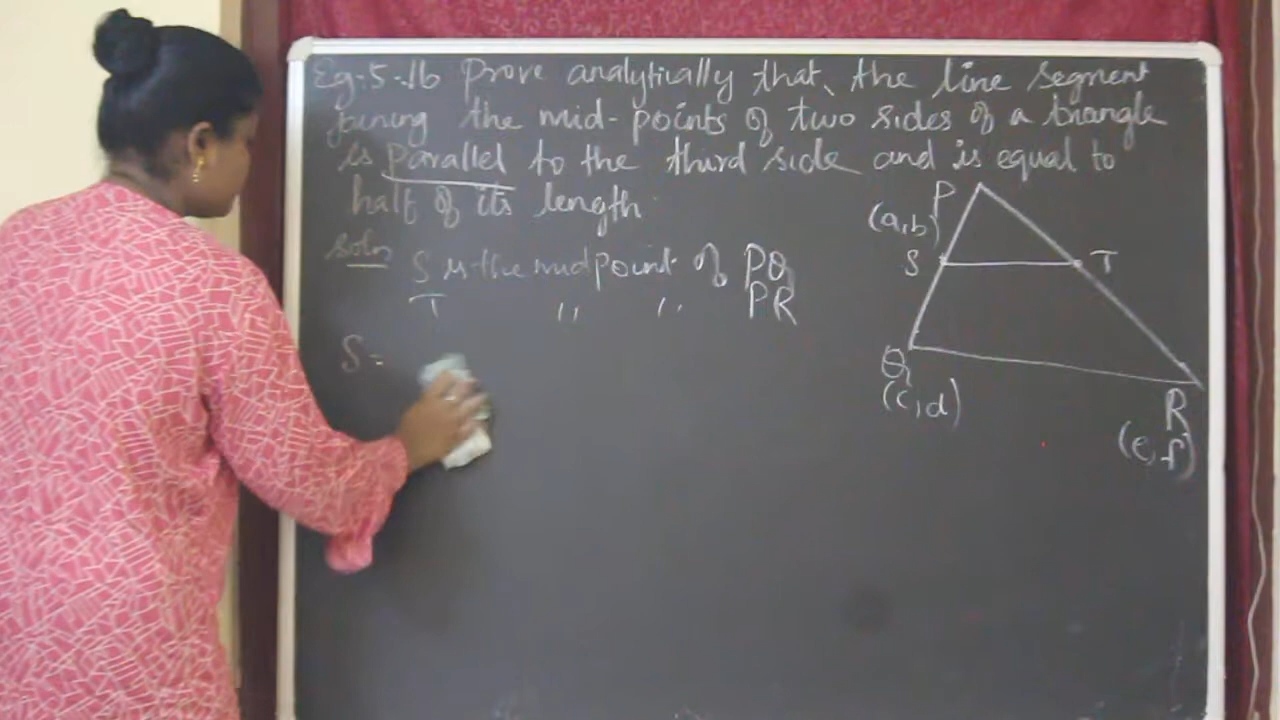 Eg-5.16 Prove analytically that, the line segment
joining the mid-points of two sides of a triangle
is parallel to the third side and is equal to
half of its length
soln S is the midpoint of PQ
T " " PR
S =
P
(a,b)
S T
Q
(c,d)
R
(e,f)